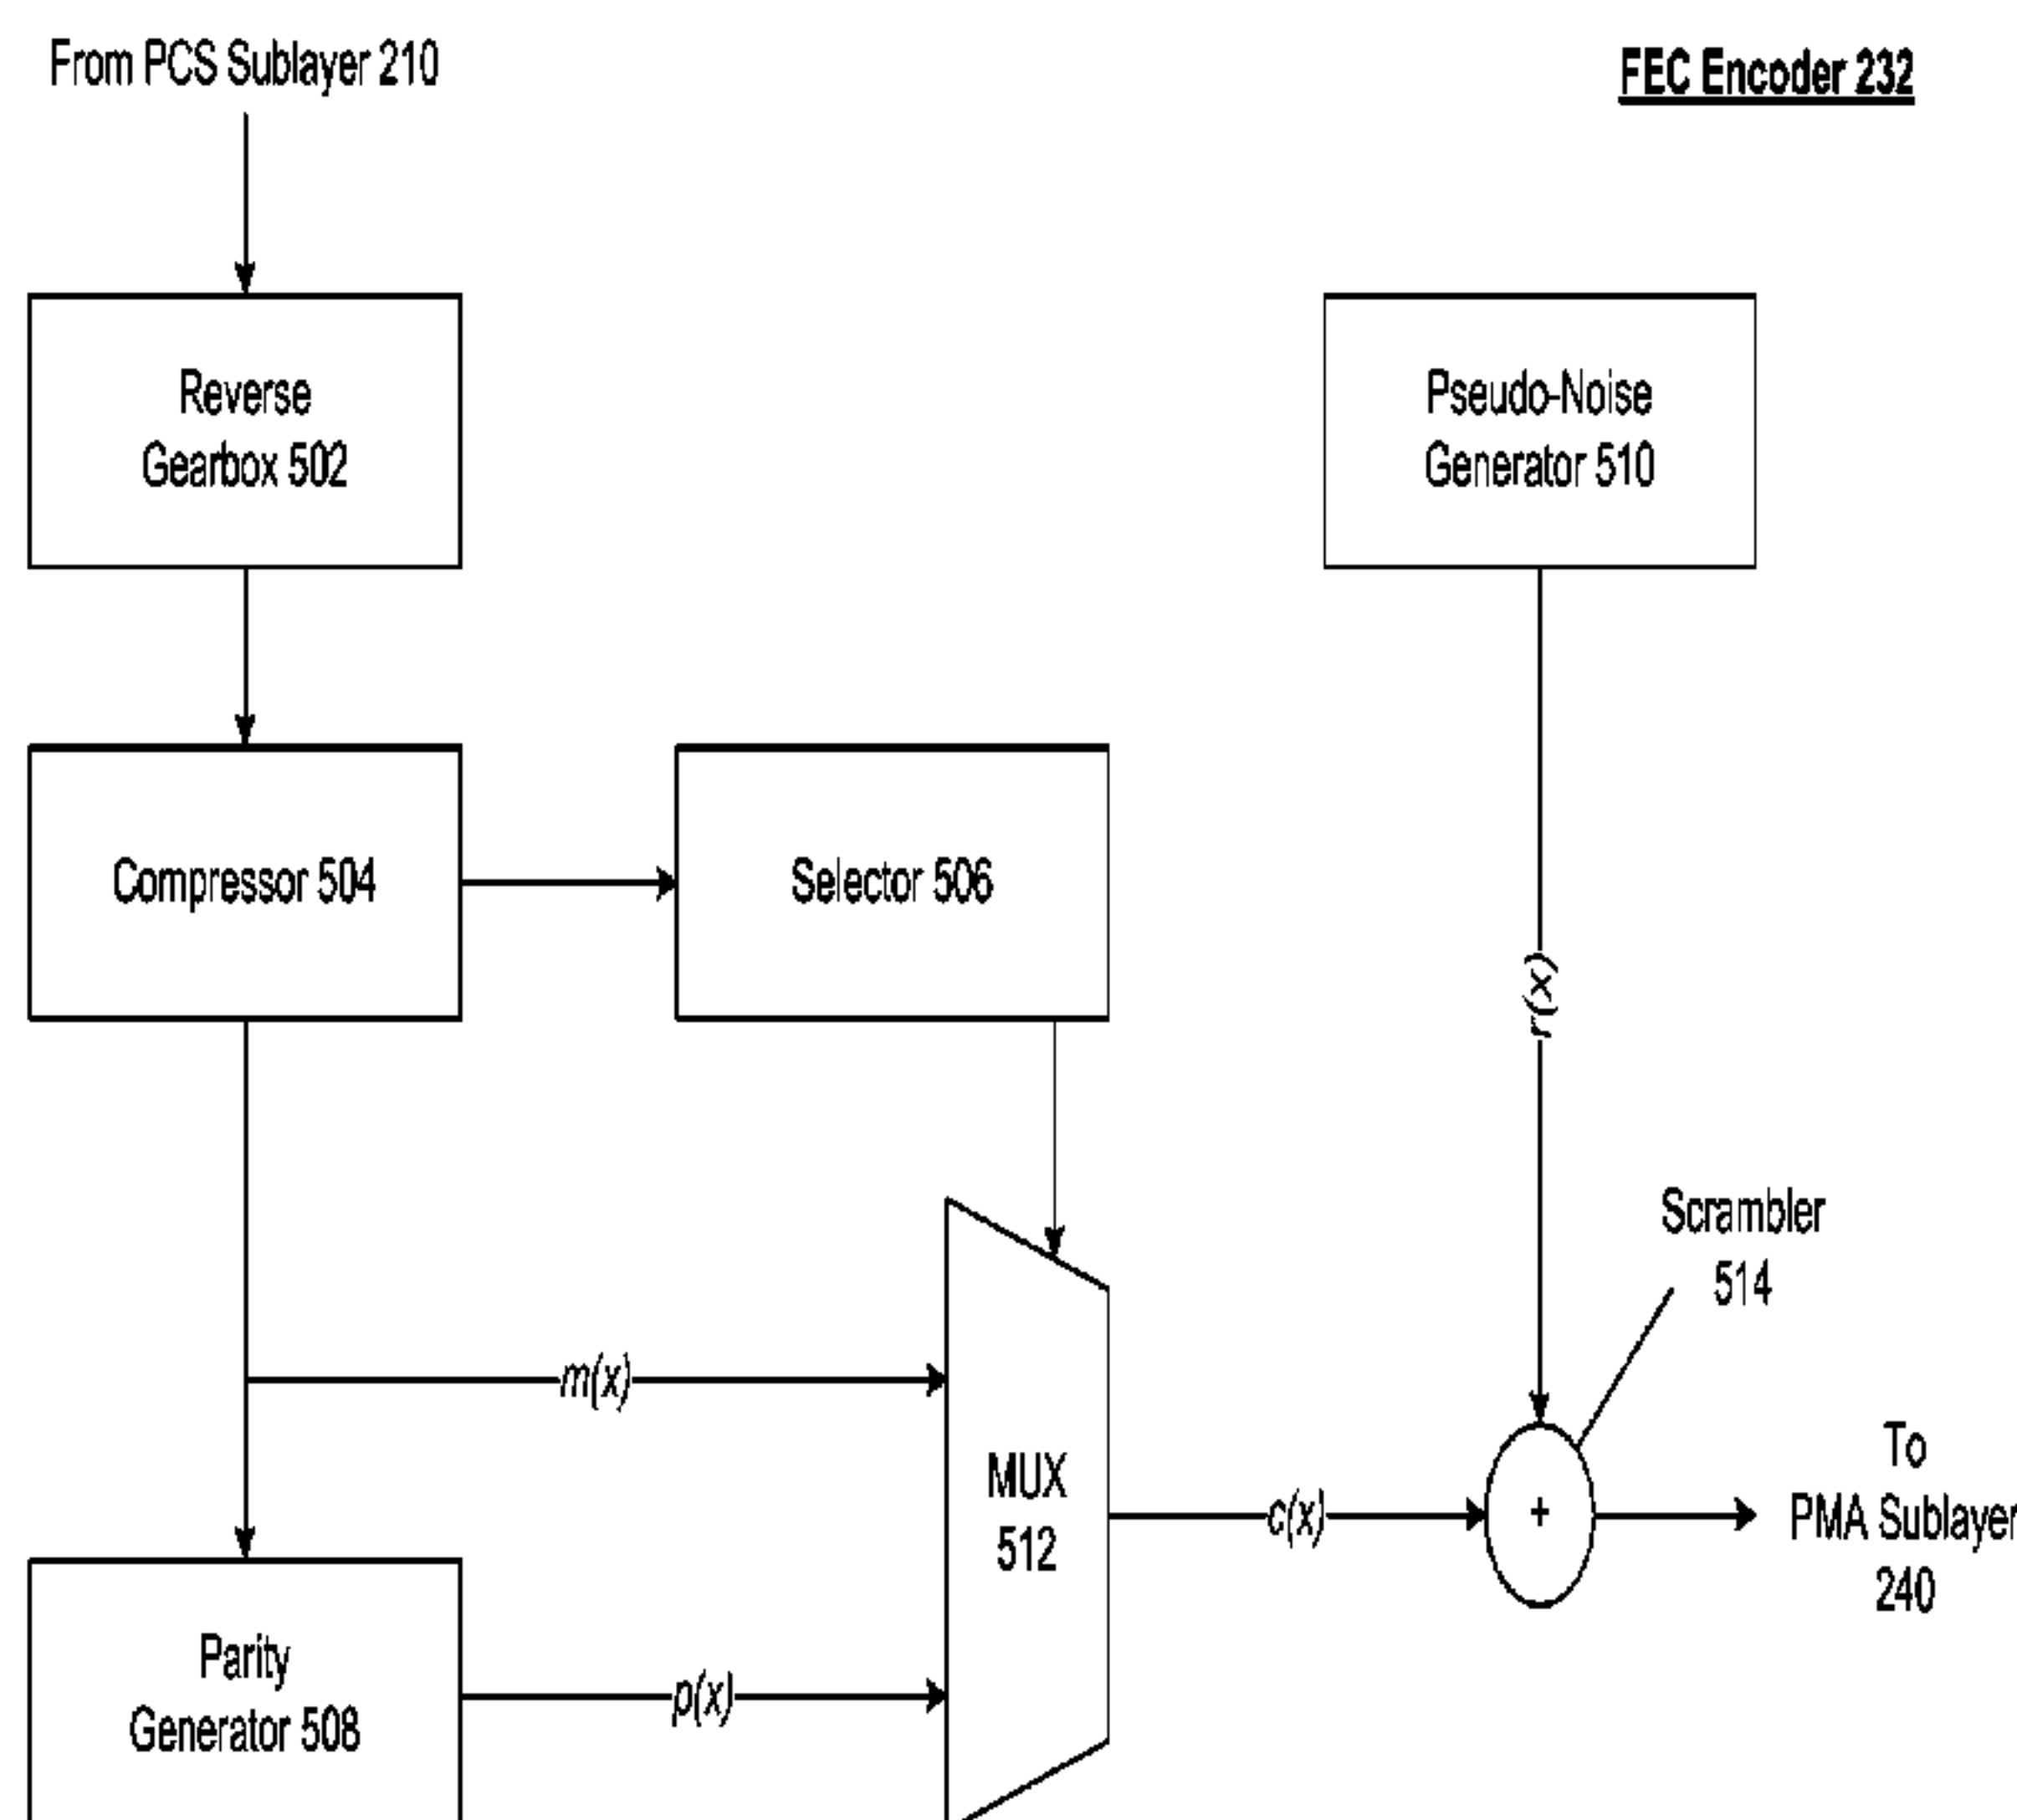 From PCS Sublayer 210
FEC Encoder 232
Reverse
Gearbox 502
Pseudo-Noise
Generator 510
Compressor 504
Selector 506
r(x)
Scrambler
514
m(x)
MUX
512
c(x)
+
To
PMA Sublayer
240
Parity
Generator 508
p(x)